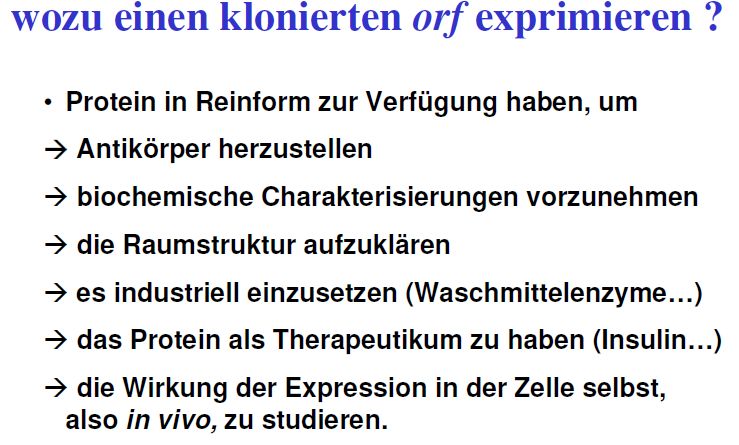 wozu einen klonierten orf exprimieren ?
• Protein in Reinform zur Verfügung haben, um
→ Antikörper herzustellen
→ biochemische Charakterisierungen vorzunehmen
→ die Raumstruktur aufzuklären
→ es industriell einzusetzen (Waschmittelenzyme…)
→ das Protein als Therapeutikum zu haben (Insulin…)
→ die Wirkung der Expression in der Zelle selbst,
also in vivo, zu studieren.